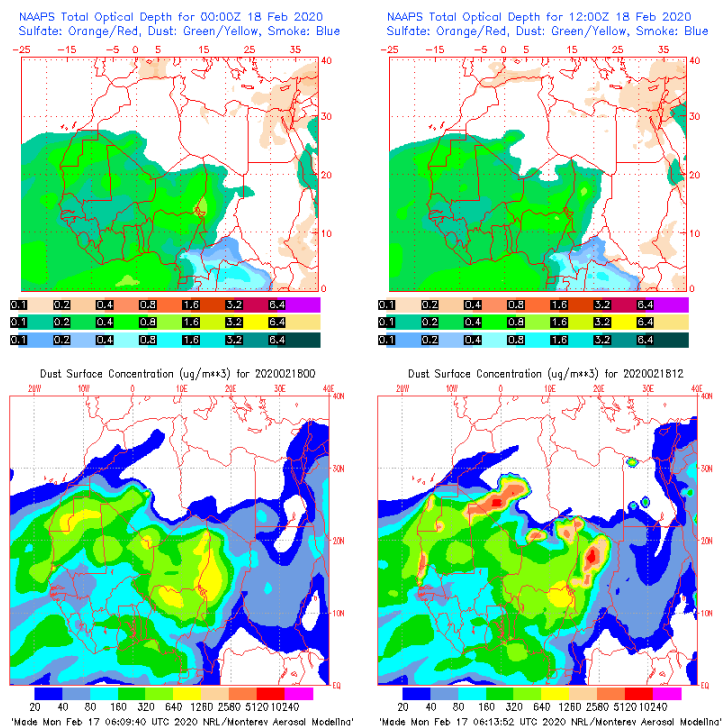 NAAPS Total Optical Depth for 00:00Z 18 Feb 2020
Sulfate: Orange/Red, Dust: Green/Yellow, Smoke: Blue
-25 -15 -5 5 15 25 35
40
30
20
10
0
0.1 0.2 0.4 0.8 1.6 3.2 6.4
0.1 0.2 0.4 0.8 1.6 3.2 6.4
0.1 0.2 0.4 0.8 1.6 3.2 6.4
NAAPS Total Optical Depth for 12:00Z 18 Feb 2020
Sulfate: Orange/Red, Dust: Green/Yellow, Smoke: Blue
-25 -15 -5 5 15 25 35
40
30
20
10
0
0.1 0.2 0.4 0.8 1.6 3.2 6.4
0.1 0.2 0.4 0.8 1.6 3.2 6.4
0.1 0.2 0.4 0.8 1.6 3.2 6.4
Dust Surface Concentration (ug/m**3) for 2020021800
20W 10W 0 10E 20E 30E 40E
40N
30N
20N
10N
EQ
20 40 80 160 320 640 1280 2560 5120 10240
'Made Mon Feb 17 06:09:40 UTC 2020 NRL/Monterey Aerosol Modeling'
Dust Surface Concentration (ug/m**3) for 2020021812
20W 10W 0 10E 20E 30E 40E
40N
30N
20N
10N
EQ
20 40 80 160 320 640 1280 2560 5120 10240
'Made Mon Feb 17 06:13:52 UTC 2020 NRL/Monterey Aerosol Modeling'